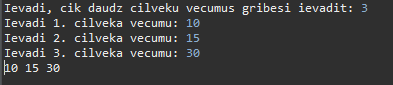 Ievadi, cik daudz cilveku vecumus gribesi ievadit: 3
Ievadi 1. cilveka vecumu: 10
Ievadi 2. cilveka vecumu: 15
Ievadi 3. cilveka vecumu: 30
10 15 30